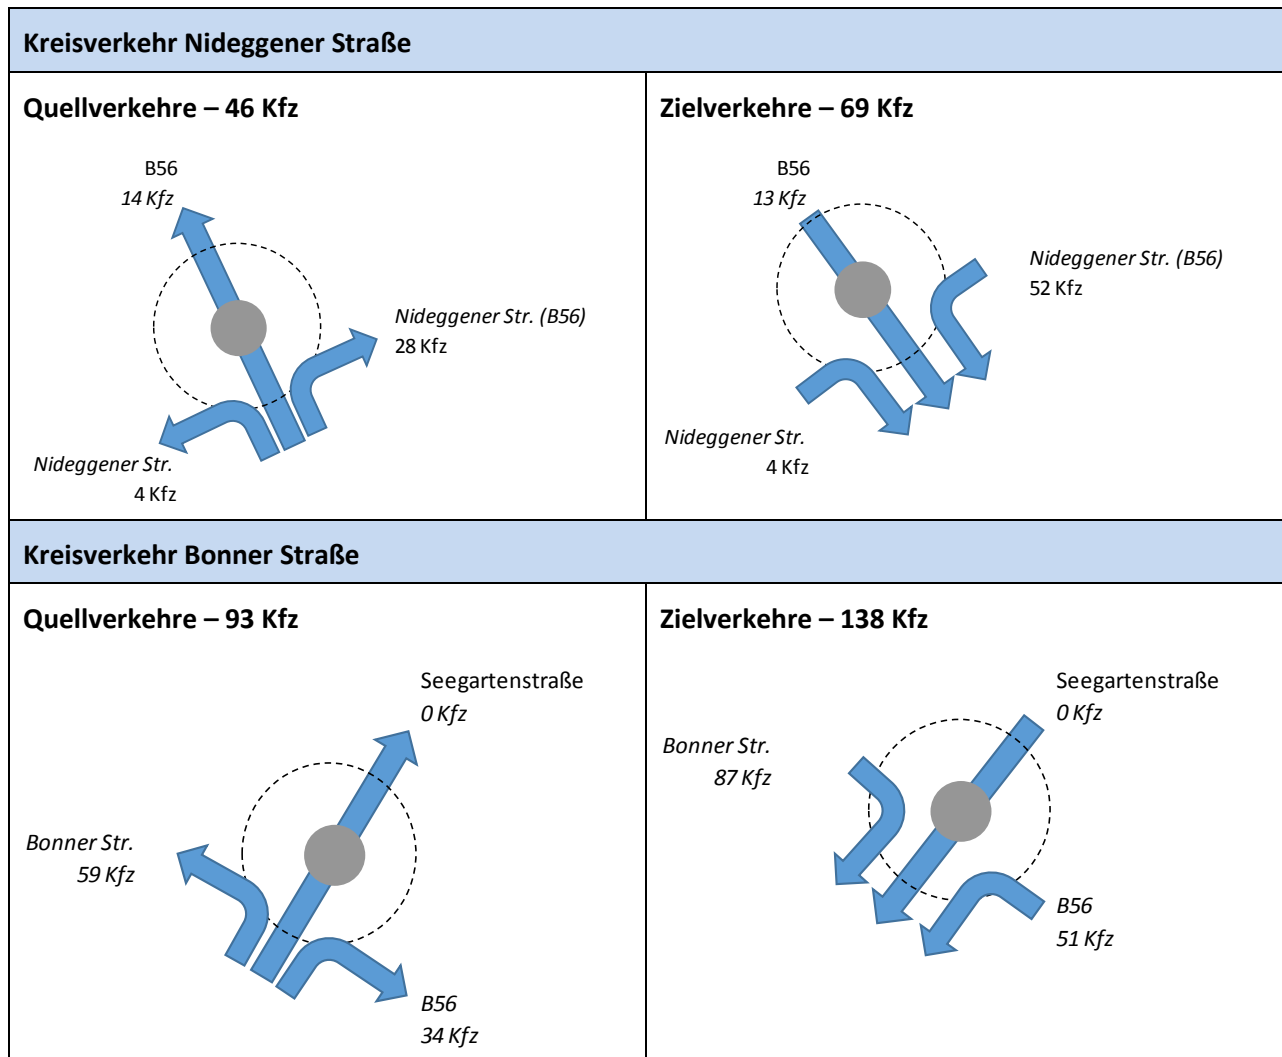 Kreisverkehr Nideggener Straße
Quellverkehre – 46 Kfz
B56
14 Kfz
Nideggener Str. (B56)
28 Kfz
Nideggener Str.
4 Kfz
Zielverkehre – 69 Kfz
B56
13 Kfz
Nideggener Str. (B56)
52 Kfz
Nideggener Str.
4 Kfz
Kreisverkehr Bonner Straße
Quellverkehre – 93 Kfz
Seegartenstraße
0 Kfz
Bonner Str.
59 Kfz
B56
34 Kfz
Zielverkehre – 138 Kfz
Seegartenstraße
0 Kfz
Bonner Str.
87 Kfz
B56
51 Kfz